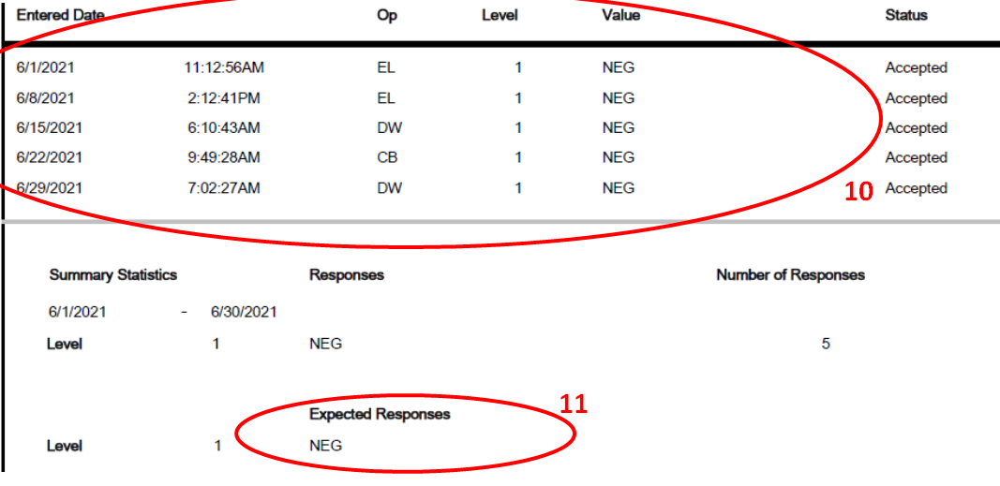 Entered Date Op Level Value Status
6/1/2021 11:12:56AM EL 1 NEG Accepted
6/8/2021 2:12:41PM EL 1 NEG Accepted
6/15/2021 6:10:43AM DW 1 NEG Accepted
6/22/2021 9:49:28AM CB 1 NEG Accepted
6/29/2021 7:02:27AM DW 1 NEG 10 Accepted
Summary Statistics Responses Number of Responses
6/1/2021 - 6/30/2021
Level 1 NEG 5
Expected Responses 11
Level 1 NEG